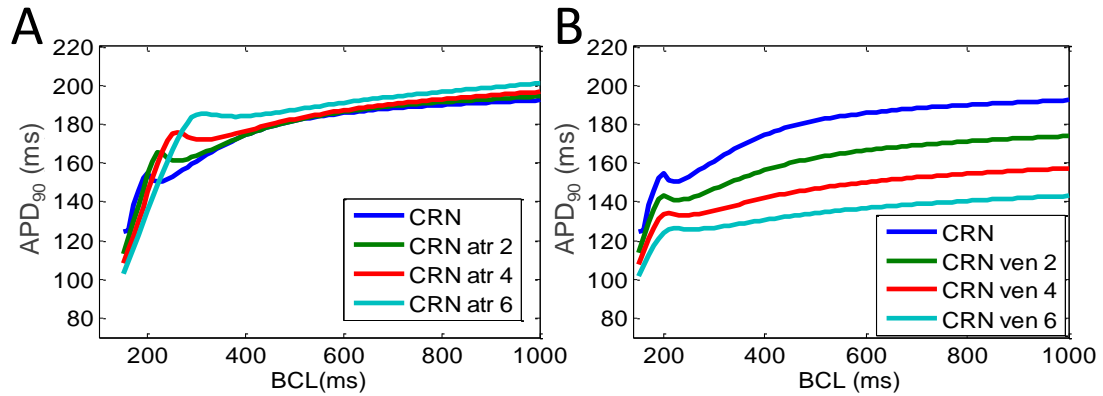 A
220
200
180
160
140
120
100
80
APD90 (ms)
200
400
600
800
1000
BCL(ms)
CRN
CRN atr 2
CRN atr 4
CRN atr 6
B
220
200
180
160
140
120
100
80
APD90 (ms)
200
400
600
800
1000
BCL (ms)
CRN
CRN ven 2
CRN ven 4
CRN ven 6